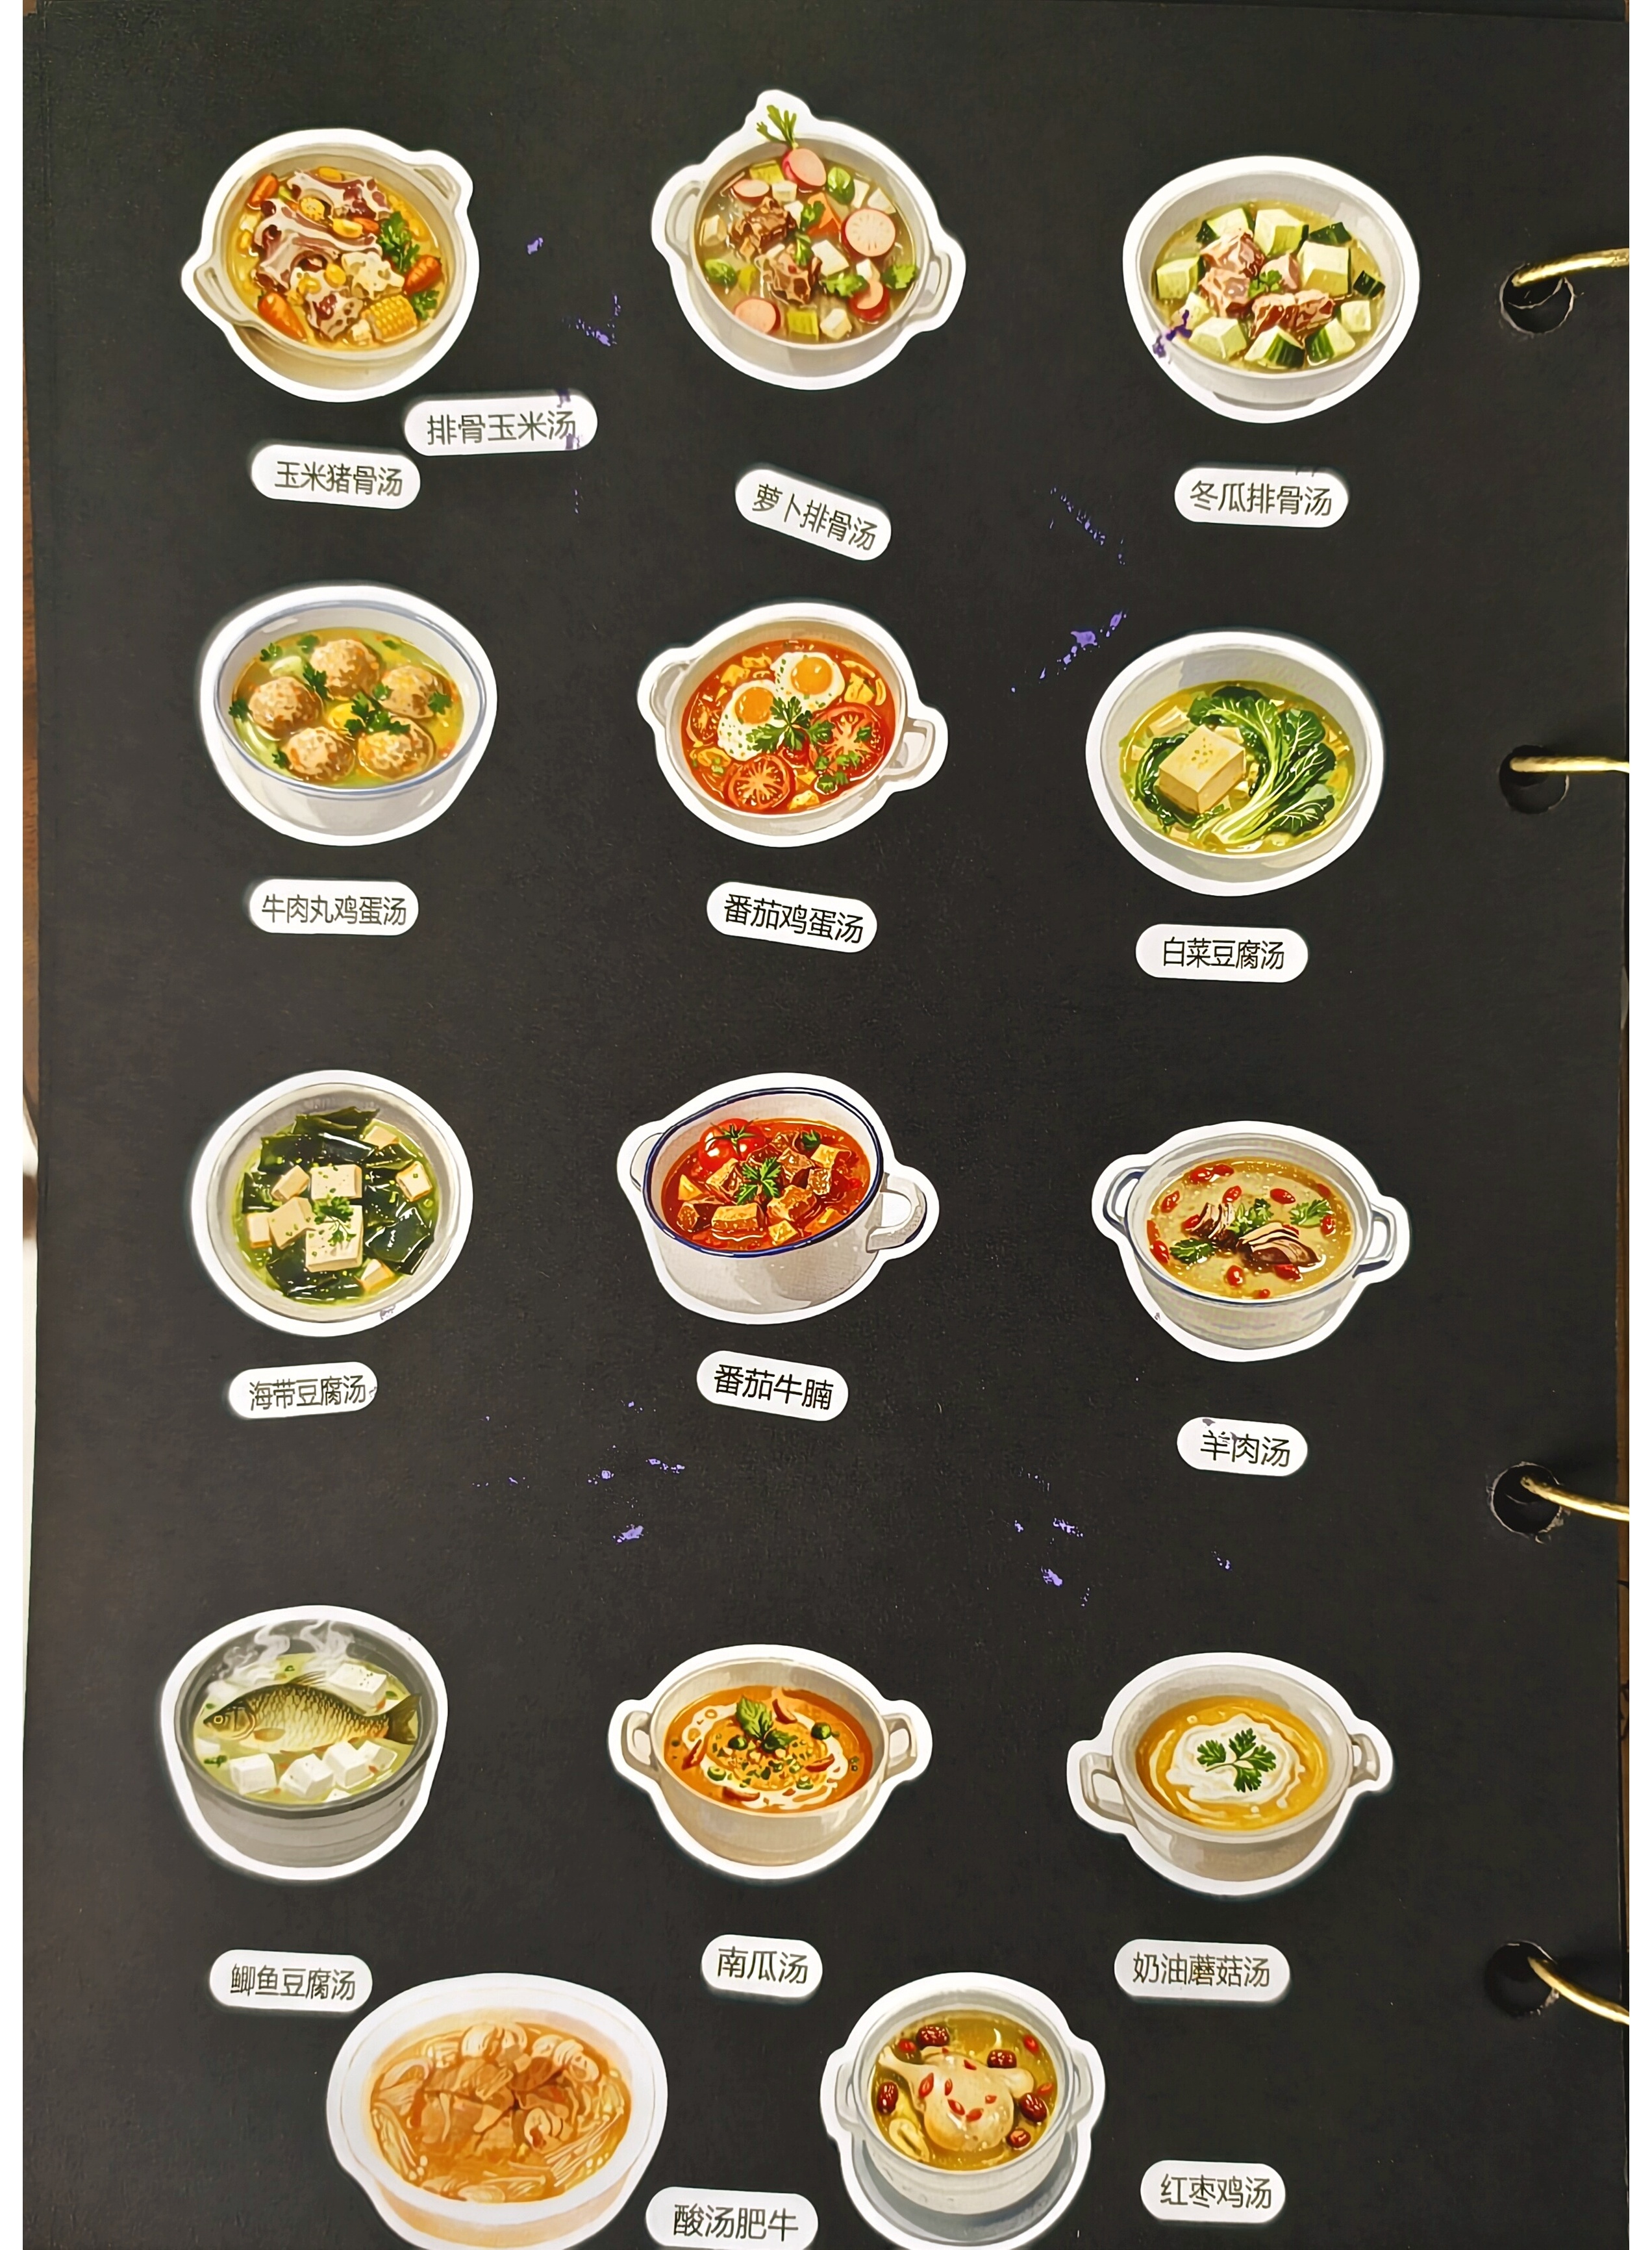 排骨玉米汤
玉米猪骨汤
萝卜排骨汤
冬瓜排骨汤
牛肉丸鸡蛋汤
番茄鸡蛋汤
白菜豆腐汤
海带豆腐汤
番茄牛腩
羊肉汤
鲫鱼豆腐汤
南瓜汤
奶油蘑菇汤
酸汤肥牛
红枣鸡汤